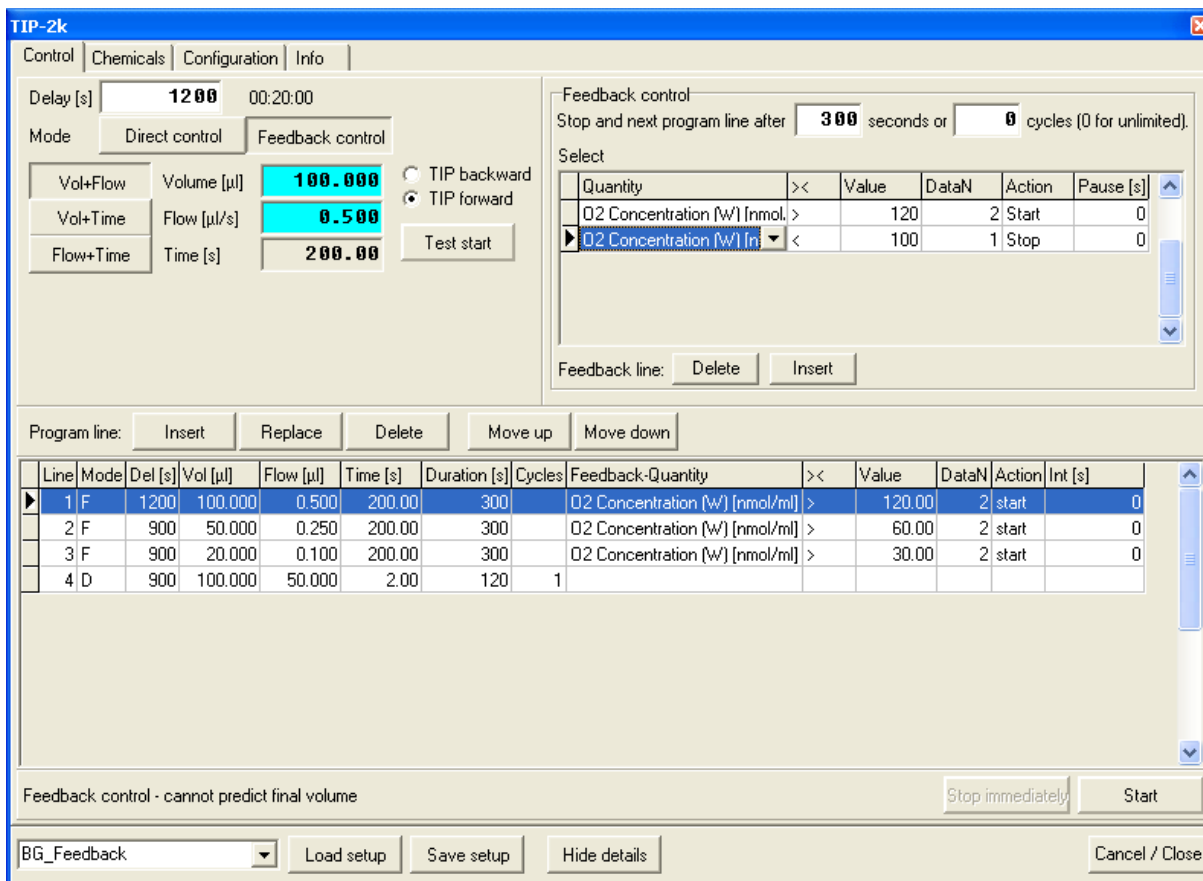 TIP-2k
Control Chemicals Configuration Info
Delay [s] 1200 00:20:00
Mode Direct control Feedback control
Vol+Flow Volume [µl] 100.000 TIP backward
Vol+Time Flow [µl/s] 0.500 TIP forward
Flow+Time Time [s] 200.00 Test start
Feedback control
Stop and next program line after 300 seconds or 0 cycles (0 for unlimited).
Select
Quantity >< Value DataN Action Pause [s]
O2 Concentration (W) [nmol. > 120 2 Start 0
O2 Concentration (W) [n < 100 1 Stop 0
Feedback line: Delete Insert
Program line: Insert Replace Delete Move up Move down
Line Mode Del [s] Vol [µl] Flow [µl] Time [s] Duration [s] Cycles Feedback-Quantity >< Value DataN Action Int [s]
1 F 1200 100.000 0.500 200.00 300 O2 Concentration (W) [nmol/ml] > 120.00 2 start 0
2 F 900 50.000 0.250 200.00 300 O2 Concentration (W) [nmol/ml] > 60.00 2 start 0
3 F 900 20.000 0.100 200.00 300 O2 Concentration (W) [nmol/ml] > 30.00 2 start 0
4 D 900 100.000 50.000 2.00 120 1
Feedback control - cannot predict final volume Stop immediately Start
BG_Feedback Load setup Save setup Hide details Cancel / Close